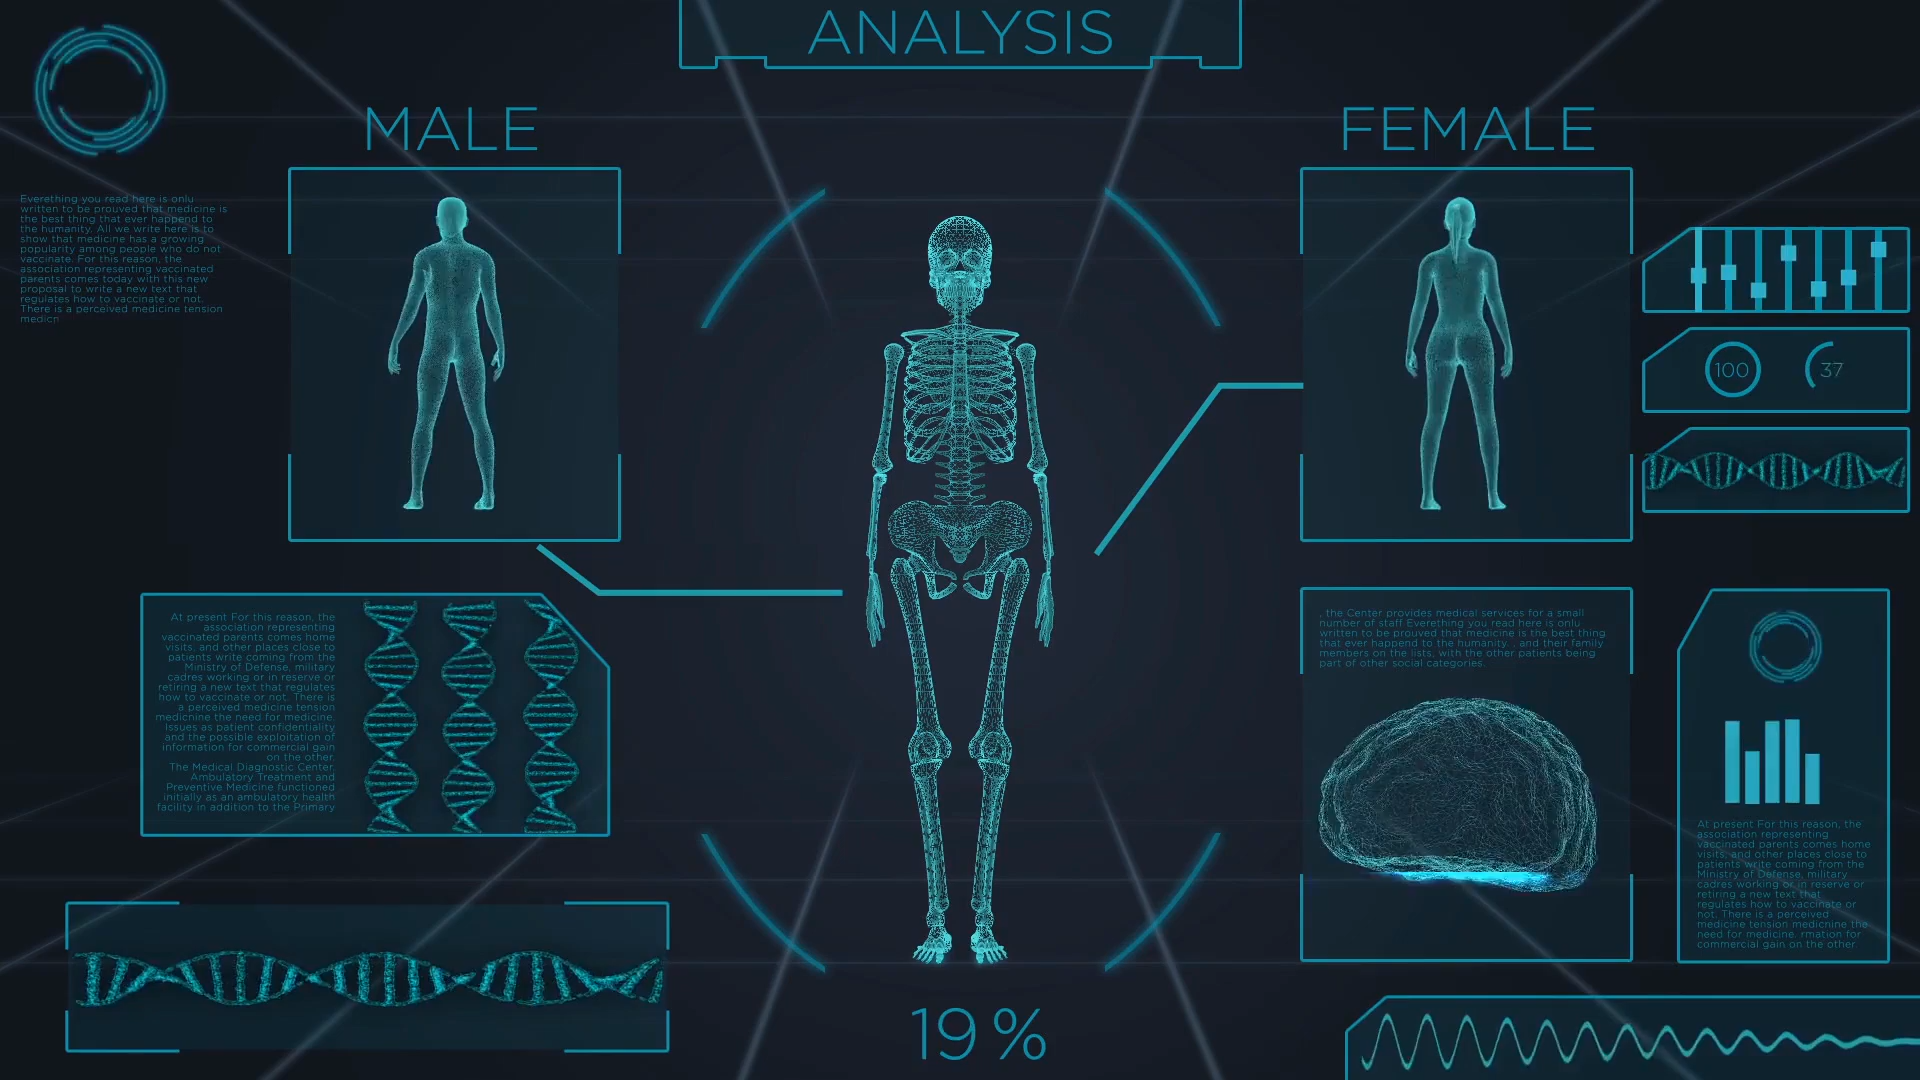 ANALYSIS
MALE
FEMALE
Everething you read here is onlu
written to be prouved that medicine is
the best thing that ever happend to
the humanity. All we write here is to
show that medicine has a growing
popularity among people who do not
vaccinate. For this reason, the
association representing vaccinated
parents comes today with this new
proposal to write a new text that
regulates how to vaccinate or not.
There is a perceived medicine tension
medicn
100
37
At present For this reason, the
association representing
vaccinated parents comes home
visits, and other places close to
patients write coming from the
Ministry of Defense, military
cadres working or in reserve or
retiring a new text that regulates
how to vaccinate or not. There is
a perceived medicine tension
medicnine the need for medicine.
Issues as patient confidentiality
and the possible exploitation of
information for commercial gain
on the other.
The Medical Diagnostic Center,
Ambulatory Treatment and
Preventive Medicine functioned
initially as an ambulatory health
facility in addition to the Primary
, the Center provides medical services for a small
number of staff Everething you read here is onlu
written to be prouved that medicine is the best thing
that ever happend to the humanity. , and their family
members on the lists, with the other patients being
part of other social categories.
At present For this reason, the
association representing
vaccinated parents comes home
visits, and other places close to
patients write coming from the
Ministry of Defense, military
cadres working or in reserve or
retiring a new text that
regulates how to vaccinate or
not. There is a perceived
medicine tension medicnine the
need for medicine. rmation for
commercial gain on the other.
19 %